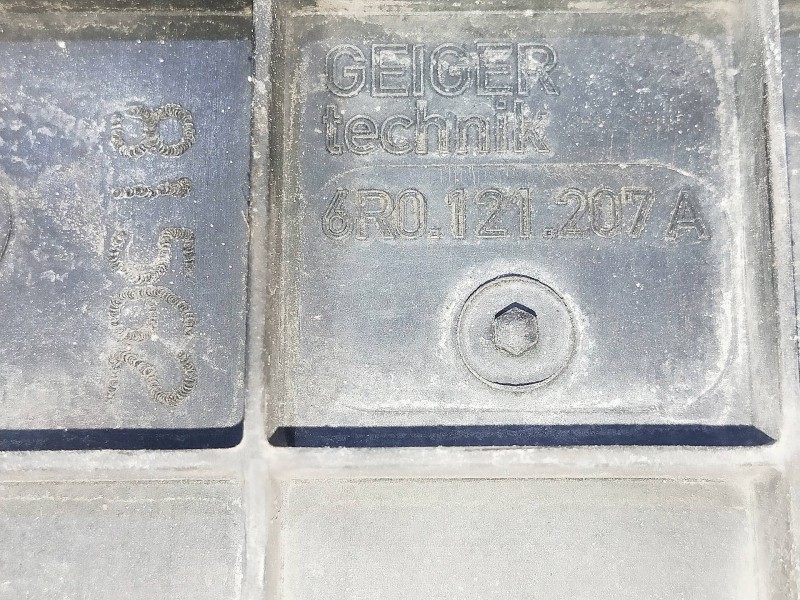 GEIGER
technik
6R0.121.207 A